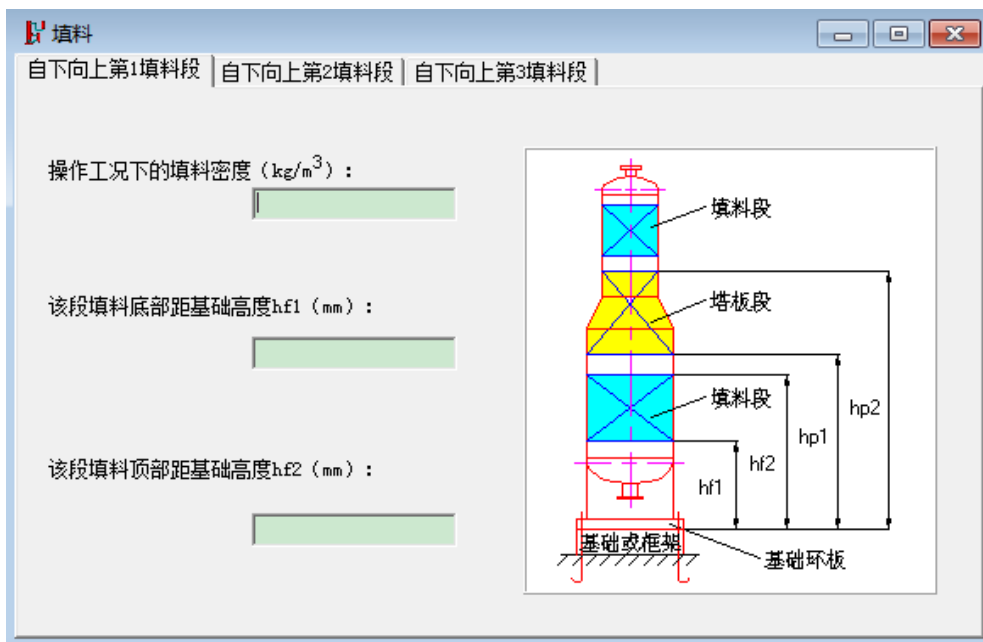 填料
自下向上第1填料段
自下向上第2填料段
自下向上第3填料段
操作工况下的填料密度（kg/m³）：
该段填料底部距基础高度hf1（mm）：
该段填料顶部距基础高度hf2（mm）：
填料段
塔板段
填料段
hp2
hp1
hf2
hf1
基础或框架
基础环板